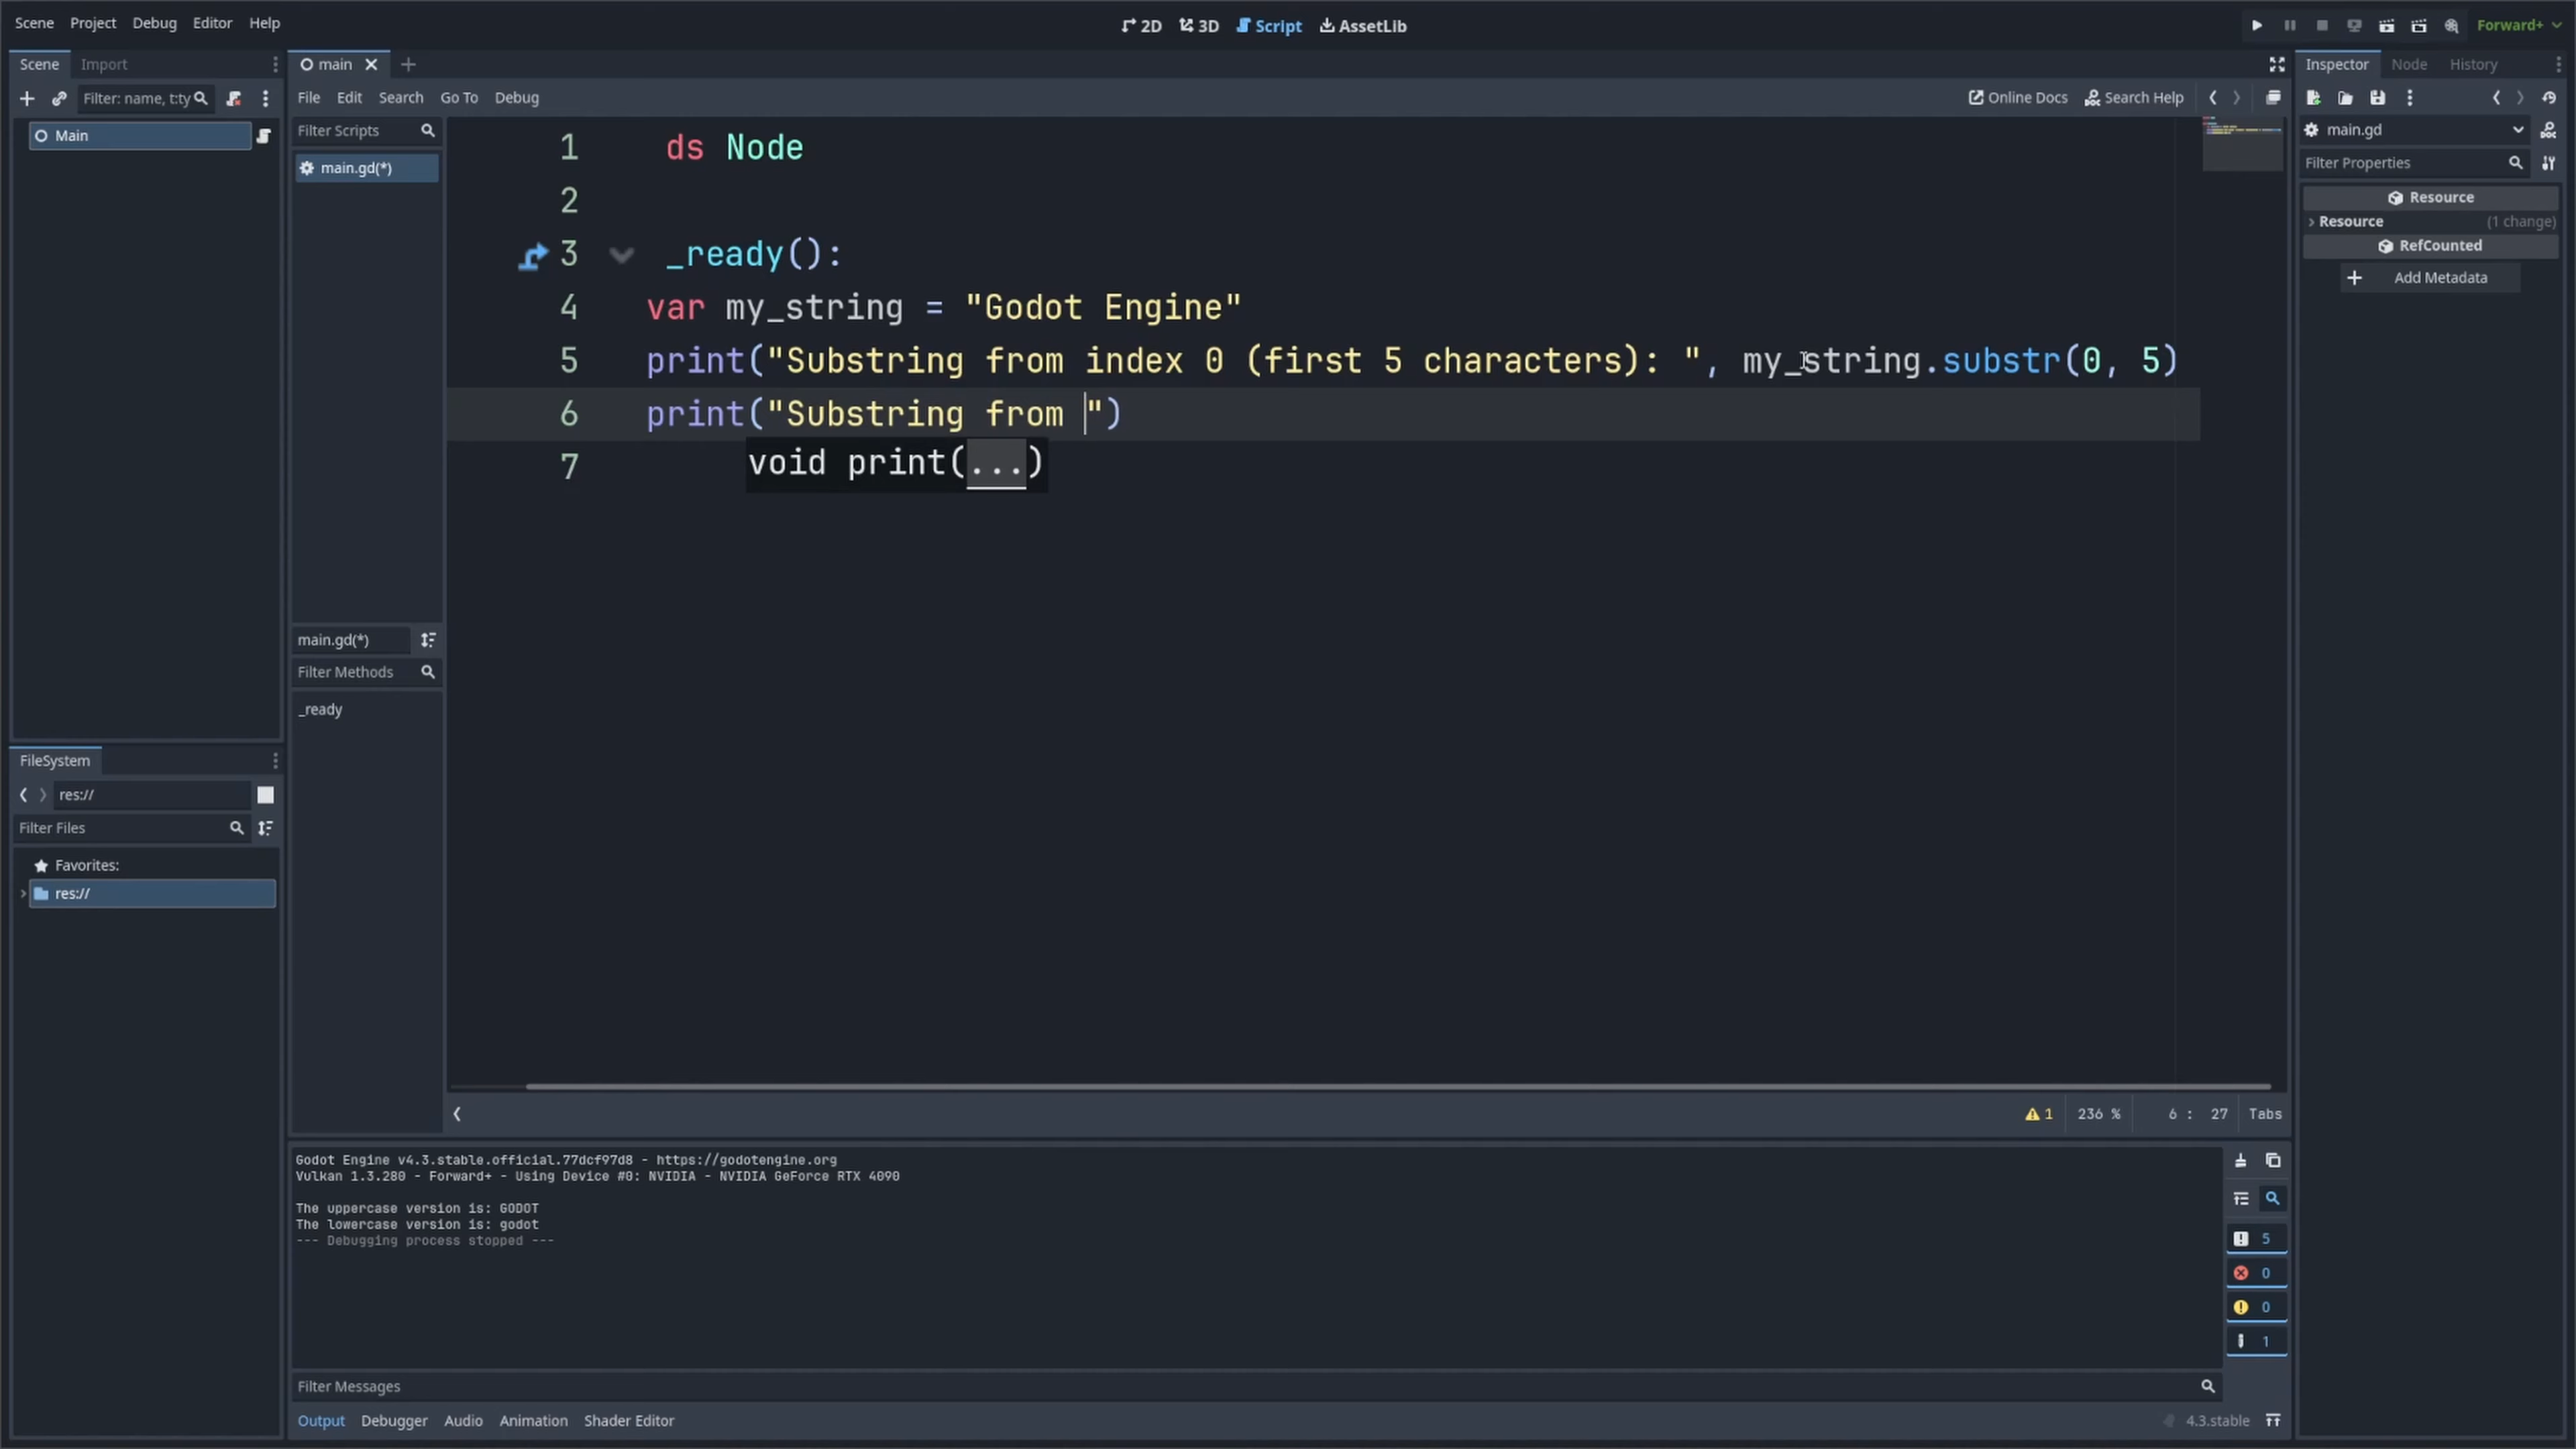 Scene Project Debug Editor Help
2D 3D Script AssetLib
Forward+
Scene Import
Filter: name, t:ty
Main
main
File Edit Search Go To Debug
Online Docs Search Help
Filter Scripts
main.gd(*)
main.gd(*)
Filter Methods
_ready
1 ds Node
2
3 _ready():
4 var my_string = "Godot Engine"
5 print("Substring from index 0 (first 5 characters): ", my_string.substr(0, 5)
6 print("Substring from ")
void print(...)
7
1 236 % 6 : 27 Tabs
Inspector Node History
main.gd
Filter Properties
Resource
Resource (1 change)
RefCounted
Add Metadata
FileSystem
res://
Filter Files
Favorites:
res://
Godot Engine v4.3.stable.official.77dcf97d8 - https://godotengine.org
Vulkan 1.3.280 - Forward+ - Using Device #0: NVIDIA - NVIDIA GeForce RTX 4090
The uppercase version is: GODOT
The lowercase version is: godot
--- Debugging process stopped ---
5
0
0
1
Filter Messages
Output Debugger Audio Animation Shader Editor
4.3.stable